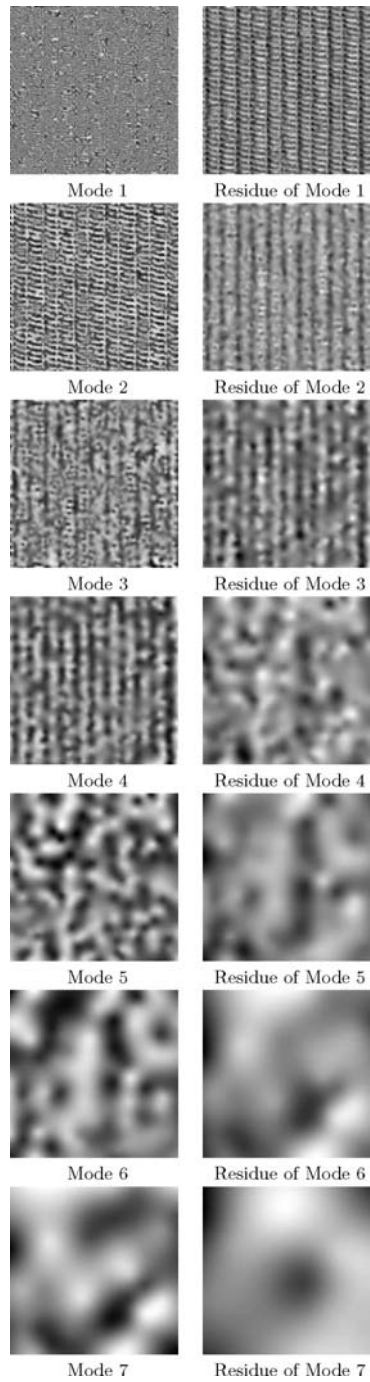 Mode 1 Residue of Mode 1
Mode 2 Residue of Mode 2
Mode 3 Residue of Mode 3
Mode 4 Residue of Mode 4
Mode 5 Residue of Mode 5
Mode 6 Residue of Mode 6
Mode 7 Residue of Mode 7